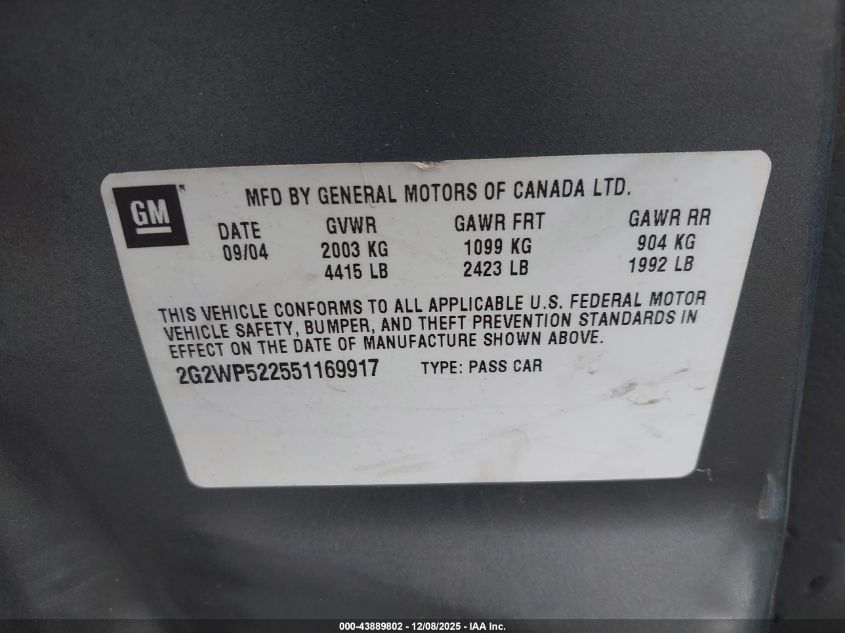 GM
MFD BY GENERAL MOTORS OF CANADA LTD.
DATE GVWR GAWR FRT GAWR RR
09/04 2003 KG 1099 KG 904 KG
4415 LB 2423 LB 1992 LB
THIS VEHICLE CONFORMS TO ALL APPLICABLE U.S. FEDERAL MOTOR
VEHICLE SAFETY, BUMPER, AND THEFT PREVENTION STANDARDS IN
EFFECT ON THE DATE OF MANUFACTURE SHOWN ABOVE.
2G2WP522551169917 TYPE: PASS CAR
000-43889802 - 12/08/2025 - IAA Inc.